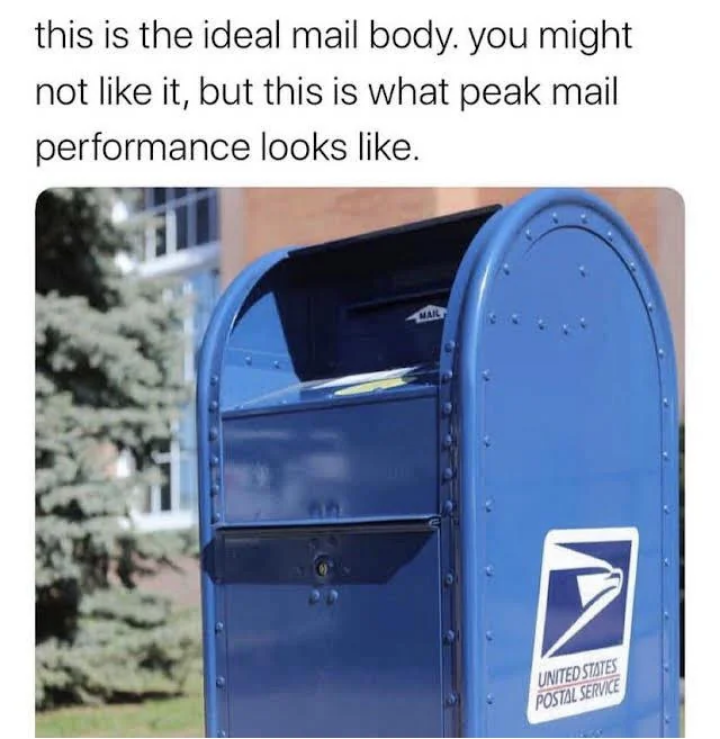 this is the ideal mail body. you might
not like it, but this is what peak mail
performance looks like.
MAIL
UNITED STATES
POSTAL SERVICE